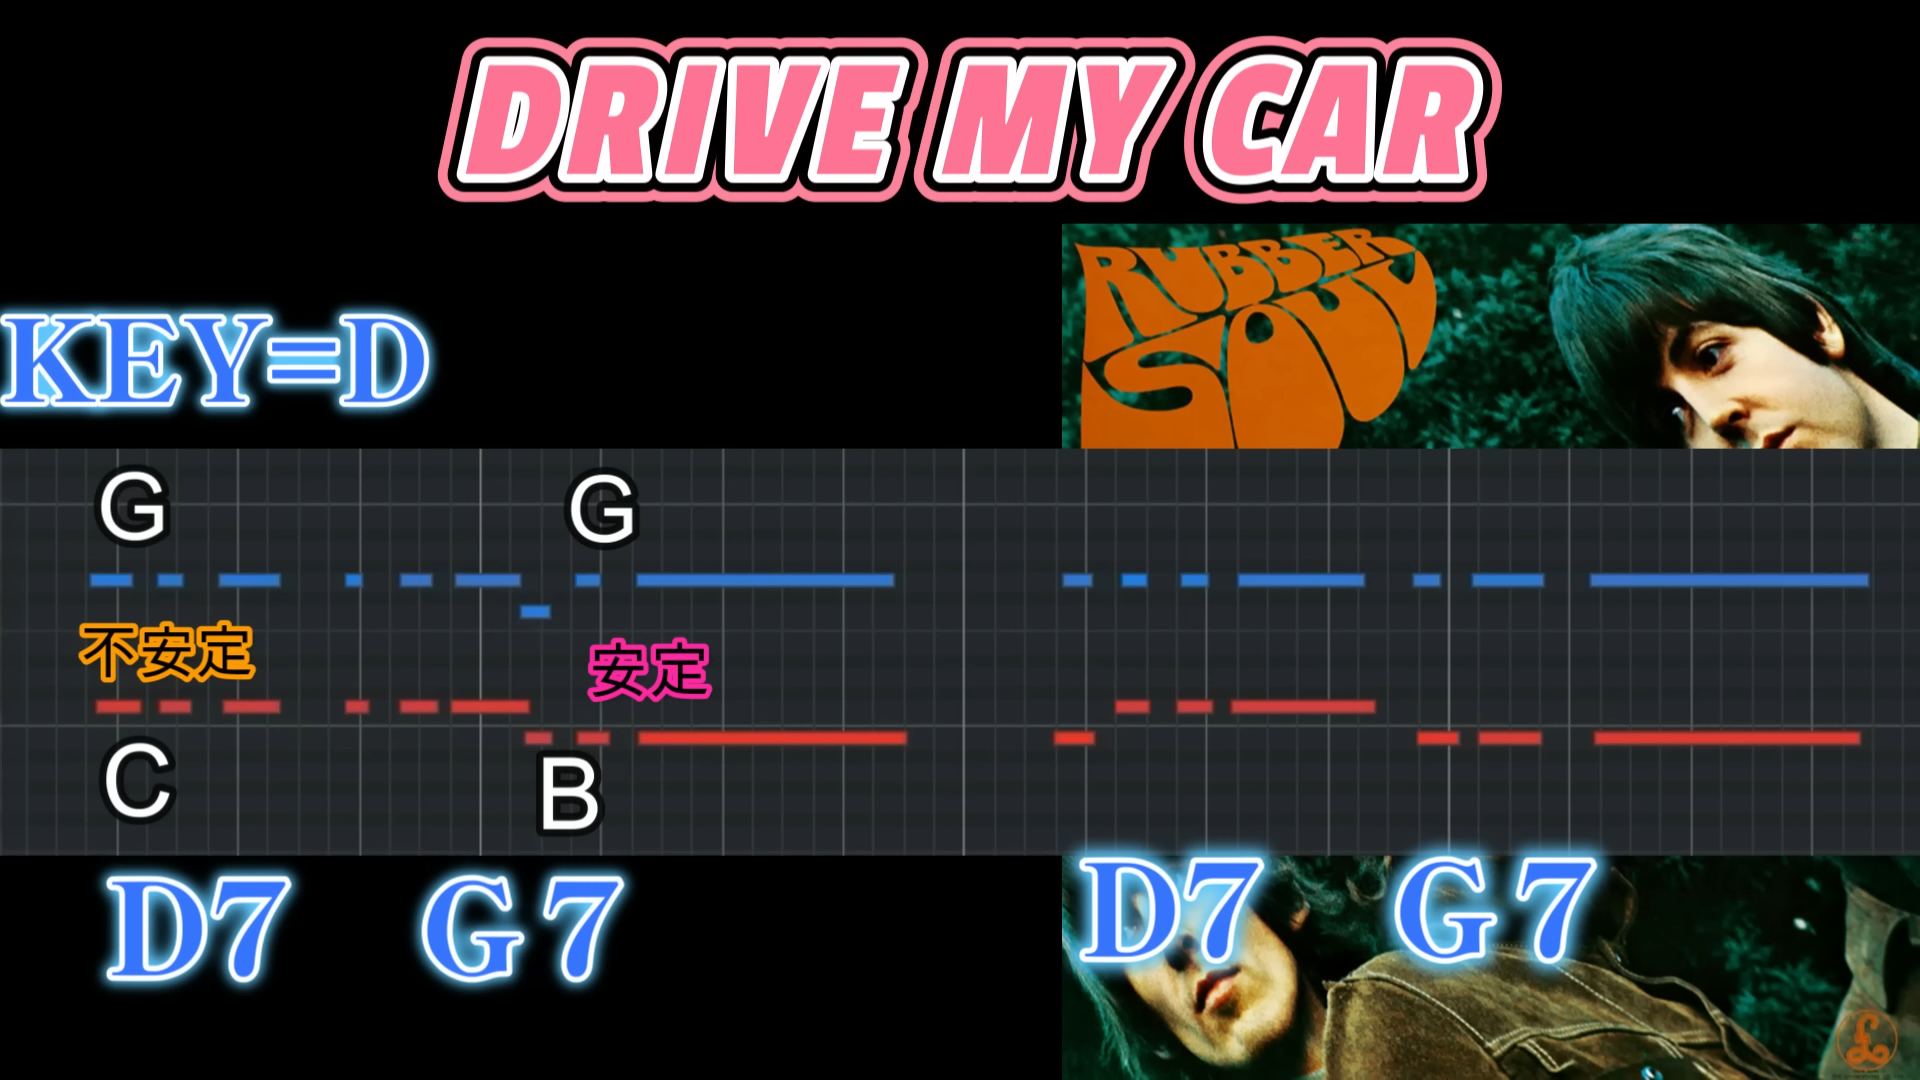 DRIVE MY CAR
RUBBER
SOUL
KEY=D
G G
不安定 安定
C B
D7 G7 D7 G7